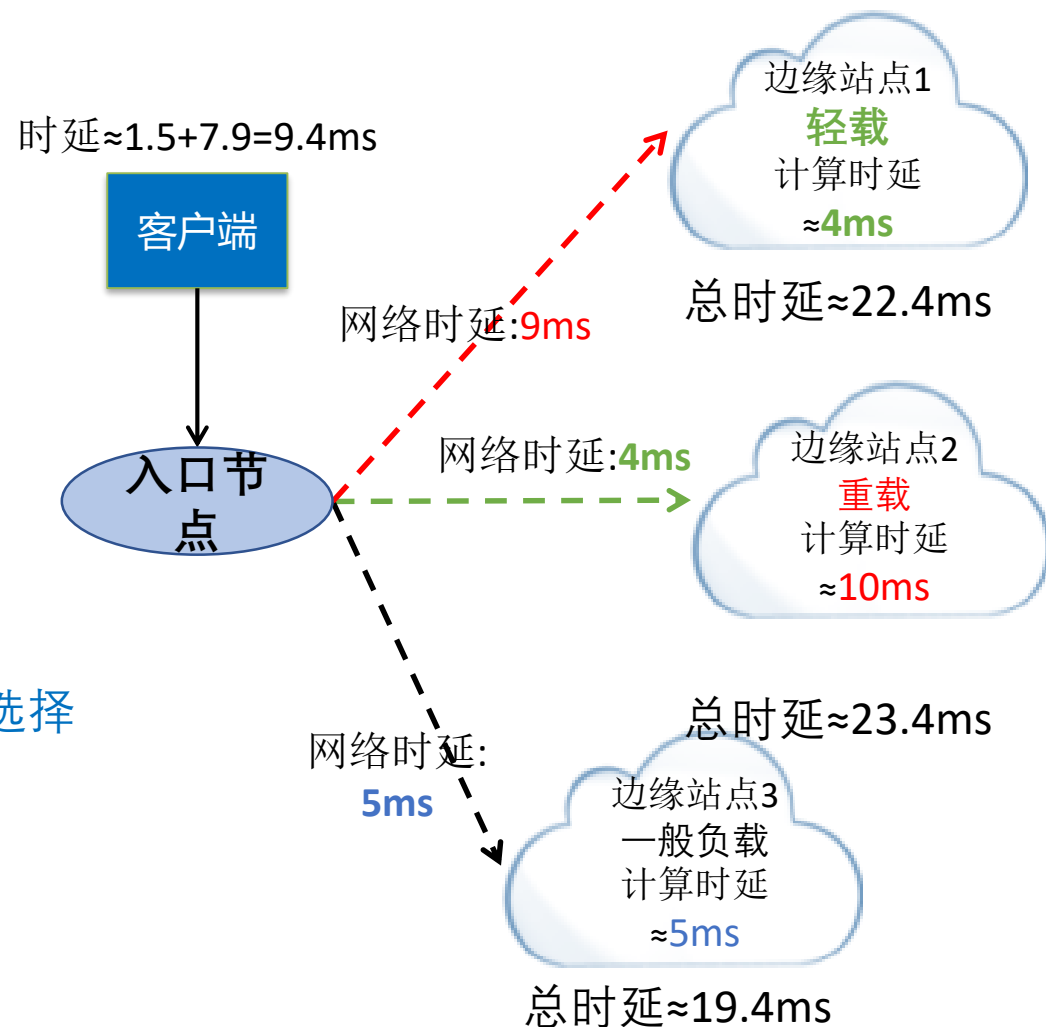 时延≈1.5+7.9=9.4ms
客户端
入口节
点
网络时延:9ms
边缘站点1
轻载
计算时延
≈4ms
总时延≈22.4ms
网络时延:4ms
边缘站点2
重载
计算时延
≈10ms
总时延≈23.4ms
选择
网络时延:
5ms
边缘站点3
一般负载
计算时延
≈5ms
总时延≈19.4ms